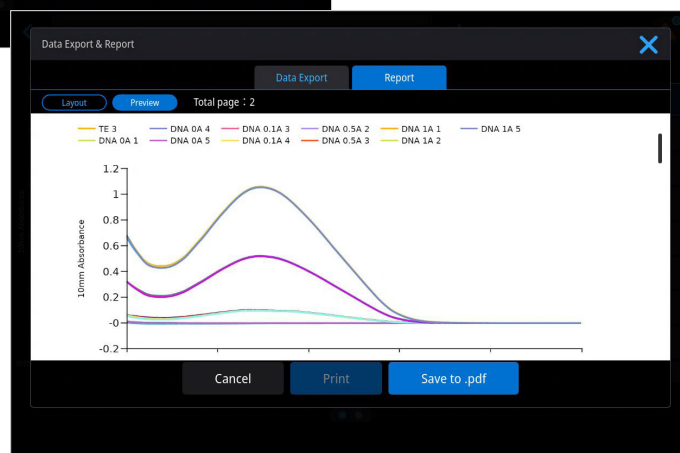 Data Export & Report
Data Export Report
Layout Preview Total page : 2
TE 3 DNA 0A 4 DNA 0.1A 3 DNA 0.5A 2 DNA 1A 1 DNA 1A 5
DNA 0A 1 DNA 0A 5 DNA 0.1A 4 DNA 0.5A 3 DNA 1A 2
10mm Absorbance
1.2
1
0.8
0.6
0.4
0.2
-0
-0.2
Cancel Print Save to .pdf